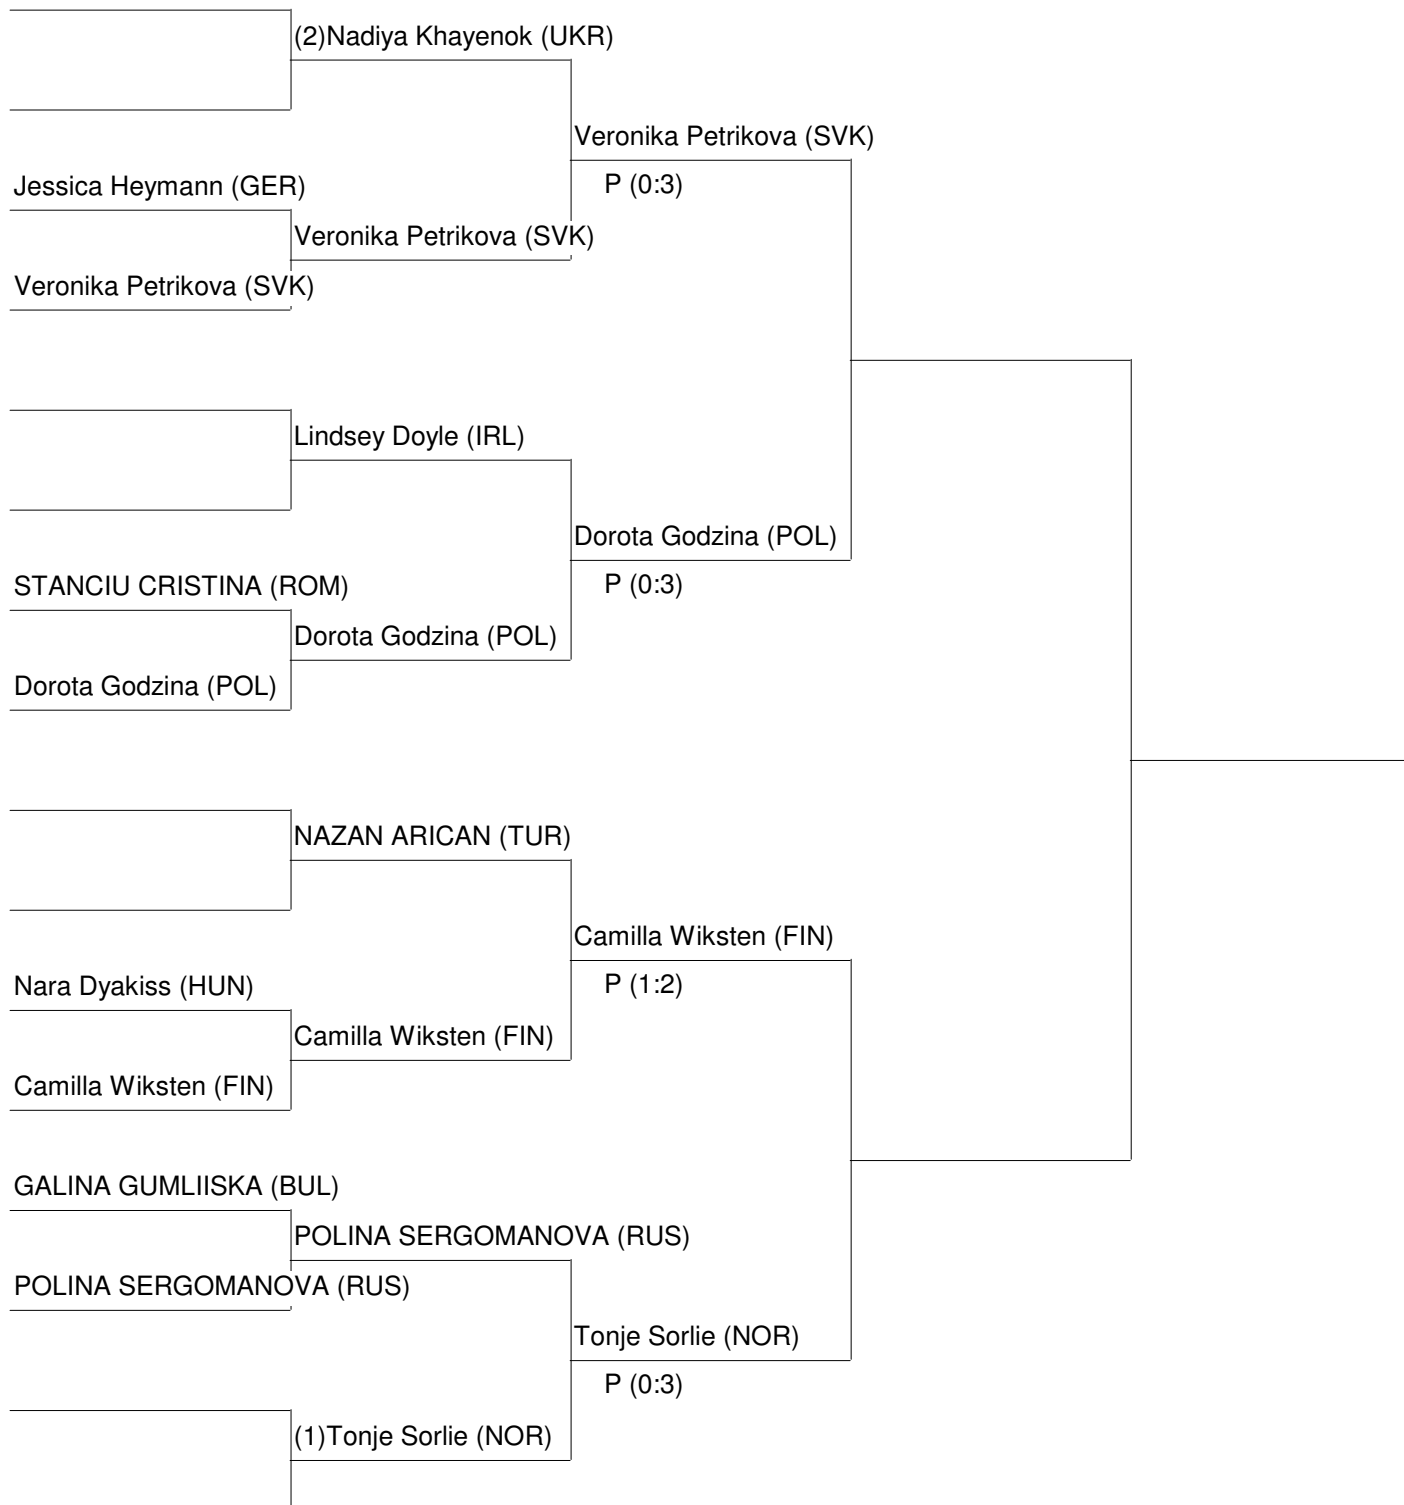 (2)Nadiya Khayenok (UKR)
Veronika Petrikova (SVK)
Jessica Heymann (GER)
P (0:3)
Veronika Petrikova (SVK)
Veronika Petrikova (SVK)
Lindsey Doyle (IRL)
Dorota Godzina (POL)
STANCIU CRISTINA (ROM)
P (0:3)
Dorota Godzina (POL)
Dorota Godzina (POL)
NAZAN ARICAN (TUR)
Camilla Wiksten (FIN)
Nara Dyakiss (HUN)
P (1:2)
Camilla Wiksten (FIN)
Camilla Wiksten (FIN)
GALINA GUMLIISKA (BUL)
POLINA SERGOMANOVA (RUS)
POLINA SERGOMANOVA (RUS)
Tonje Sorlie (NOR)
P (0:3)
(1)Tonje Sorlie (NOR)